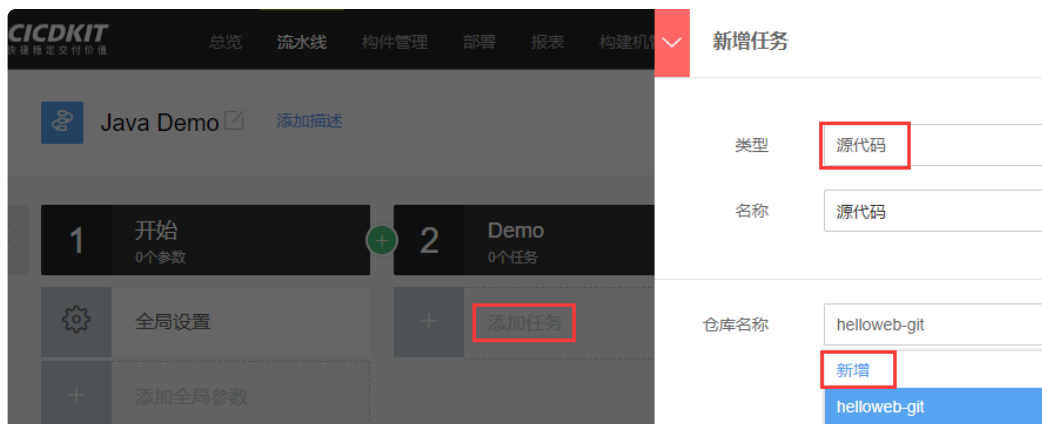 CICDKIT
快捷稳定交付价值
总览 流水线 构件管理 部署 报表 构建机管
新增任务
Java Demo 添加描述
类型 源代码
名称 源代码
1 开始
0个参数
2 Demo
0个任务
全局设置
添加任务
仓库名称 helloweb-git
新增
helloweb-git
添加全局参数